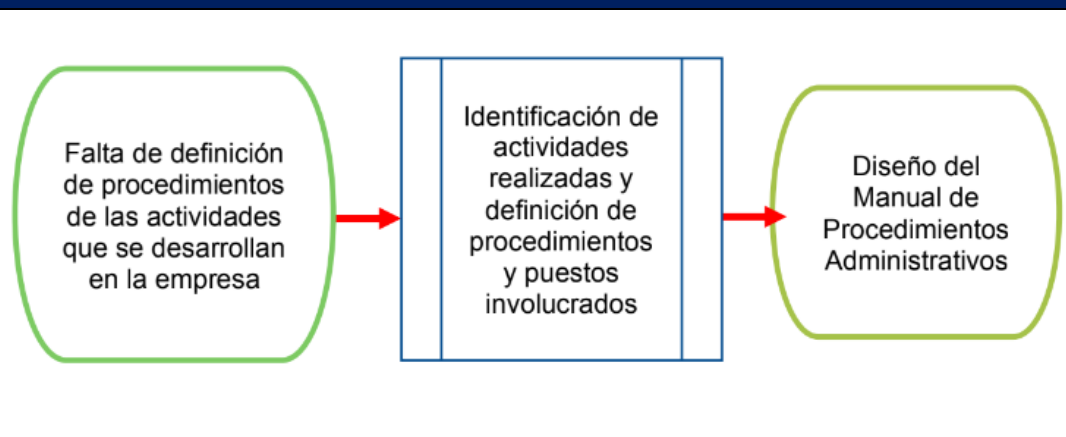 Falta de definición
de procedimientos
de las actividades
que se desarrollan
en la empresa
Identificación de
actividades
realizadas y
definición de
procedimientos
y puestos
involucrados
Diseño del
Manual de
Procedimientos
Administrativos